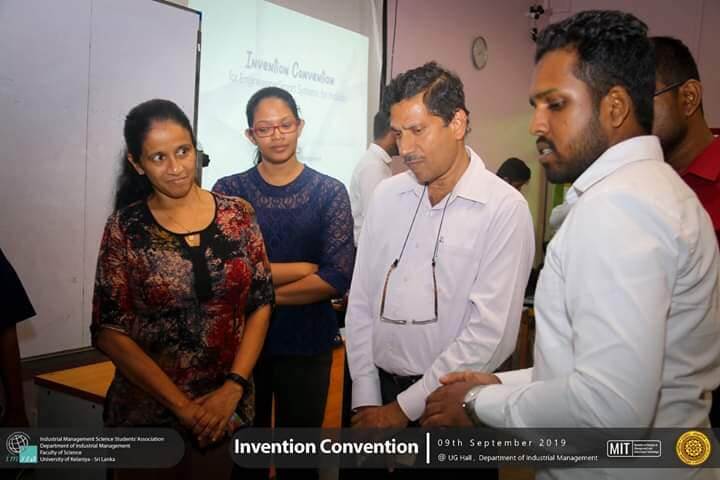 Invention Convention
Industrial Management Science Students' Association
Department of Industrial Management
Faculty of Science
University of Kelaniya - Sri Lanka
imssa
Invention Convention
09th September 2019
@ UG Hall , Department of Industrial Management
MIT